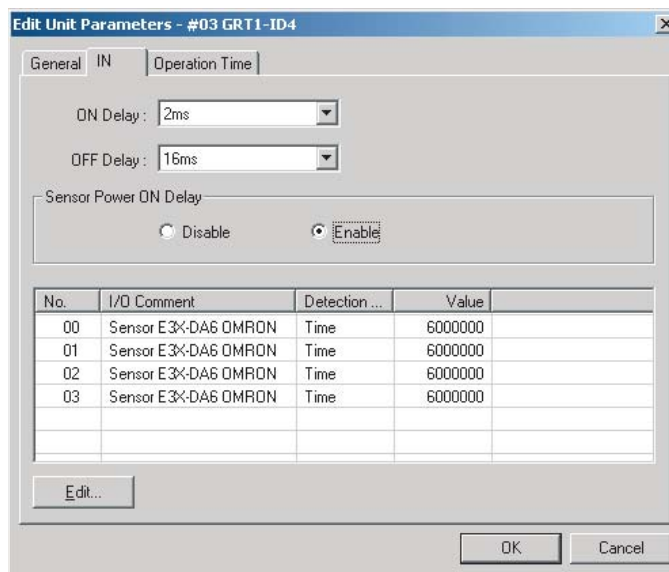 Edit Unit Parameters - #03 GRT1-ID4
General IN Operation Time
ON Delay : 2ms
OFF Delay : 16ms
Sensor Power ON Delay
Disable Enable
No. I/O Comment Detection ... Value
00 Sensor E3X-DA6 OMRON Time 6000000
01 Sensor E3X-DA6 OMRON Time 6000000
02 Sensor E3X-DA6 OMRON Time 6000000
03 Sensor E3X-DA6 OMRON Time 6000000
Edit...
OK Cancel